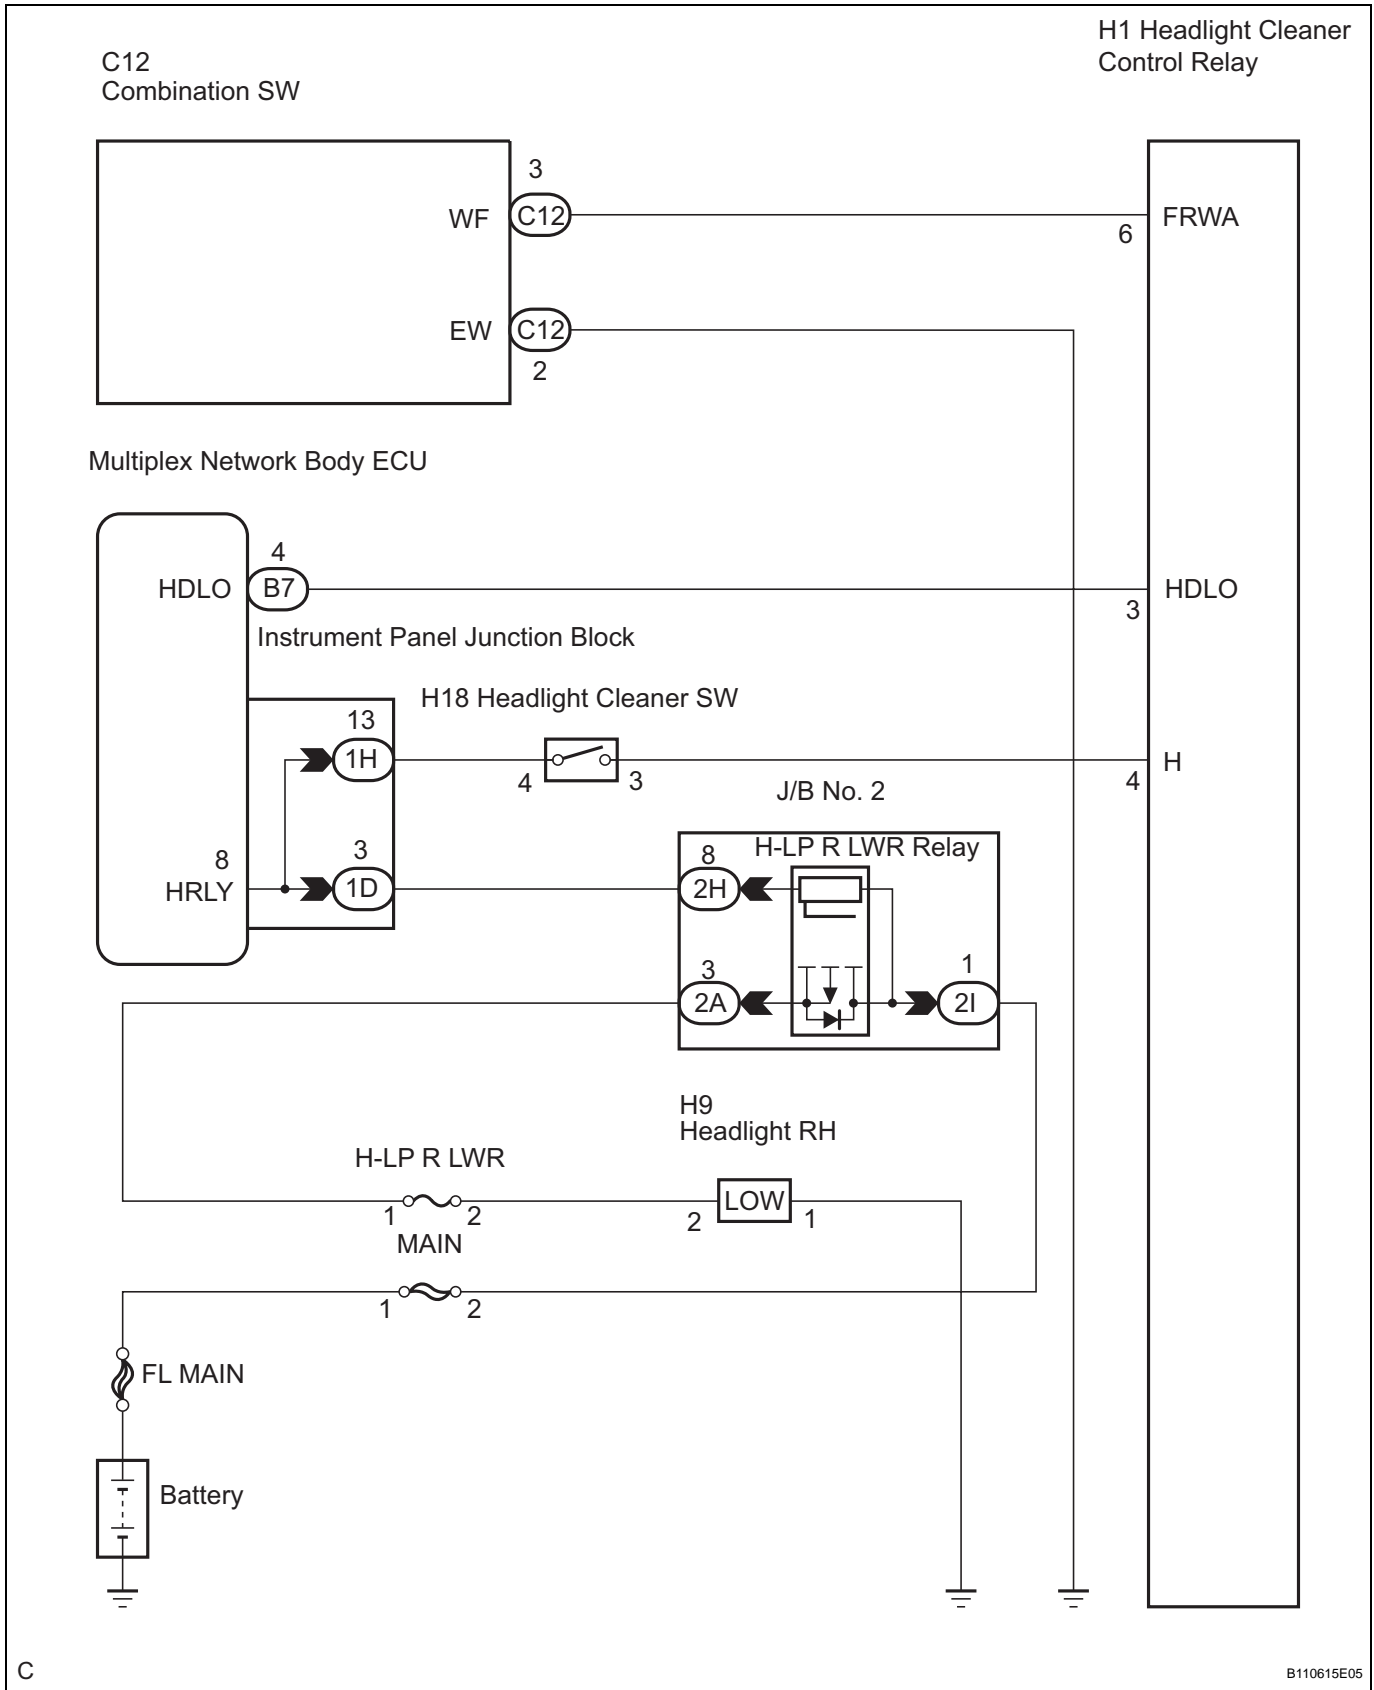 H1 Headlight Cleaner
Control Relay
C12
Combination SW
3
WF
C12
6
FRWA
EW
C12
2
Multiplex Network Body ECU
4
HDLO
B7
3
HDLO
Instrument Panel Junction Block
H18 Headlight Cleaner SW
13
1H
4
3
4
H
J/B No. 2
H-LP R LWR Relay
8
HRLY
3
1D
8
2H
3
2A
1
2I
H9
Headlight RH
H-LP R LWR
1
2
2
LOW
1
MAIN
1
2
FL MAIN
Battery
C
B110615E05